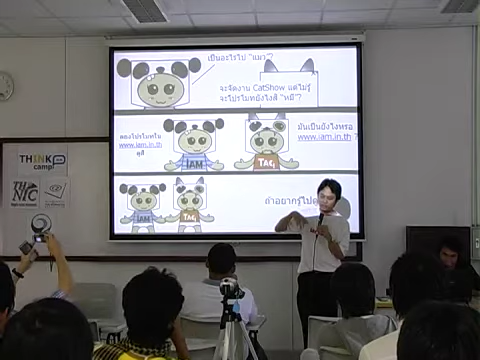 เป็นอะไรไป "แมว"?
จะจัดงาน CatShow แต่ไม่รู้
จะโปรโมทยังไงสิ "หมี"?
ลองโปรโมทใน
www.iam.in.th
ดูสิ
IAM
TAG
มันเป็นยังไงหรอ
www.iam.in.th ?
IAM
TAG
ถ้าอยากรู้ไปดู
THINK
camp